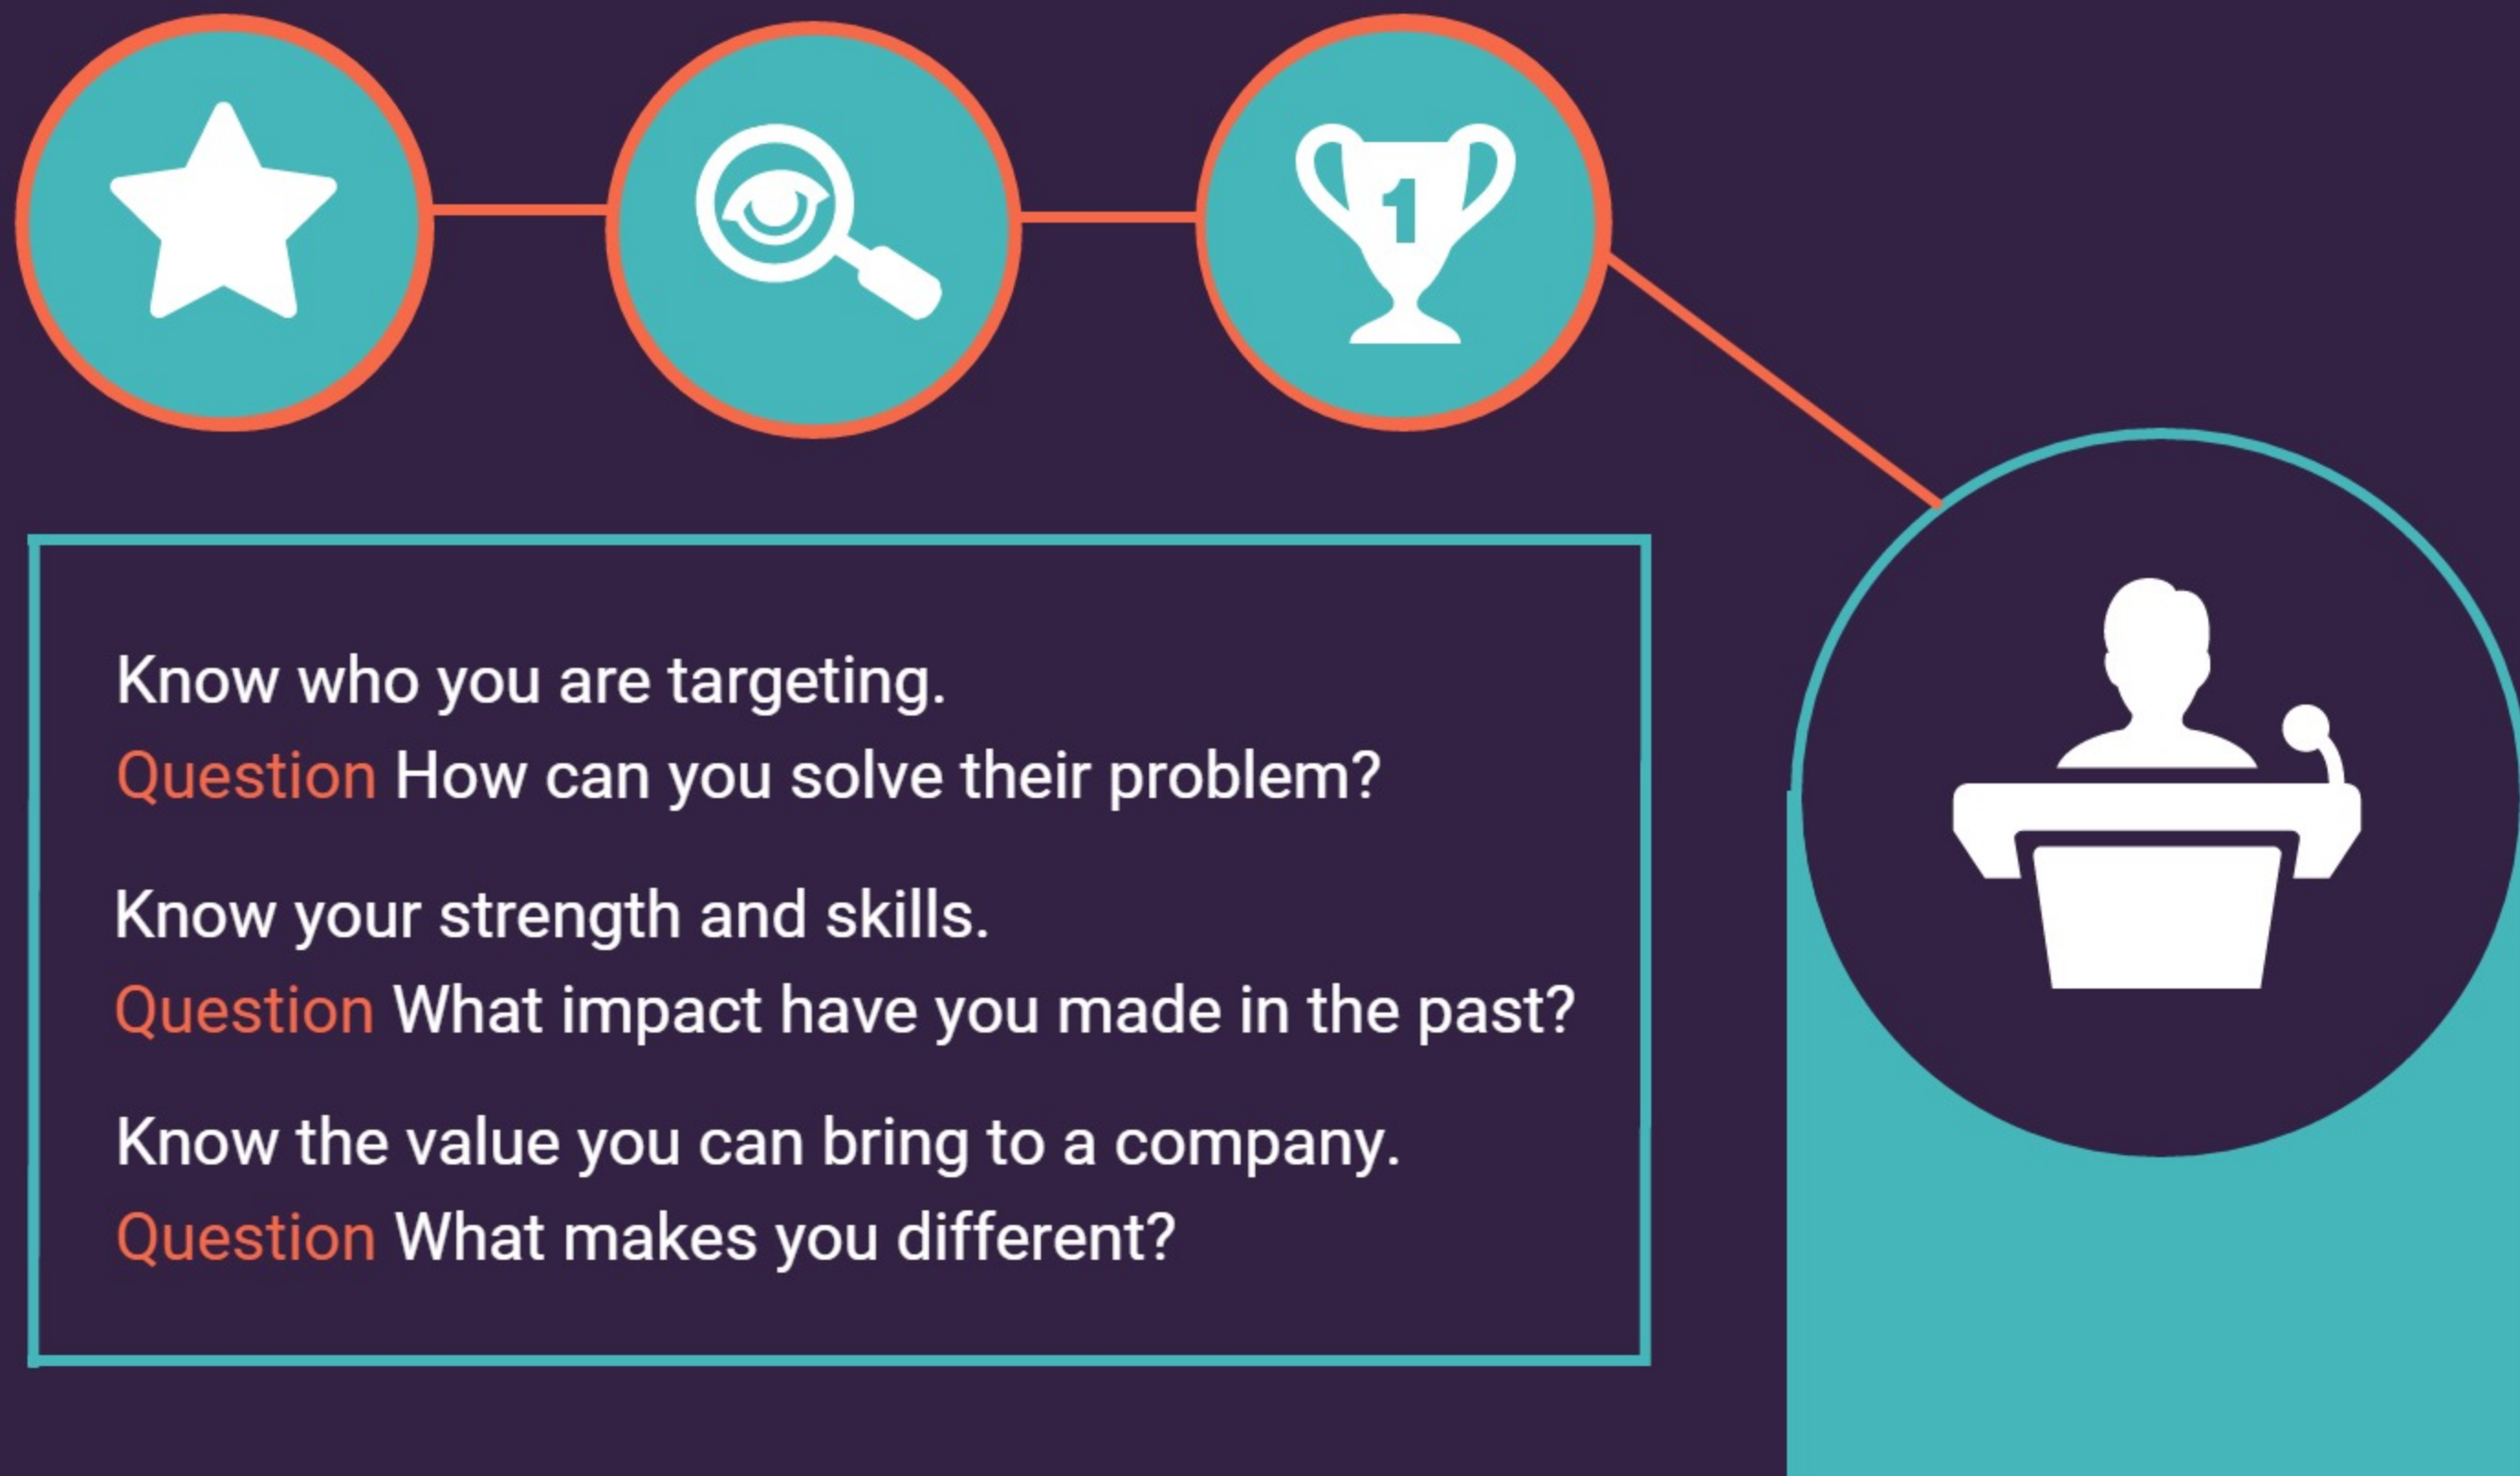 1
Know who you are targeting.
Question How can you solve their problem?
Know your strength and skills.
Question What impact have you made in the past?
Know the value you can bring to a company.
Question What makes you different?